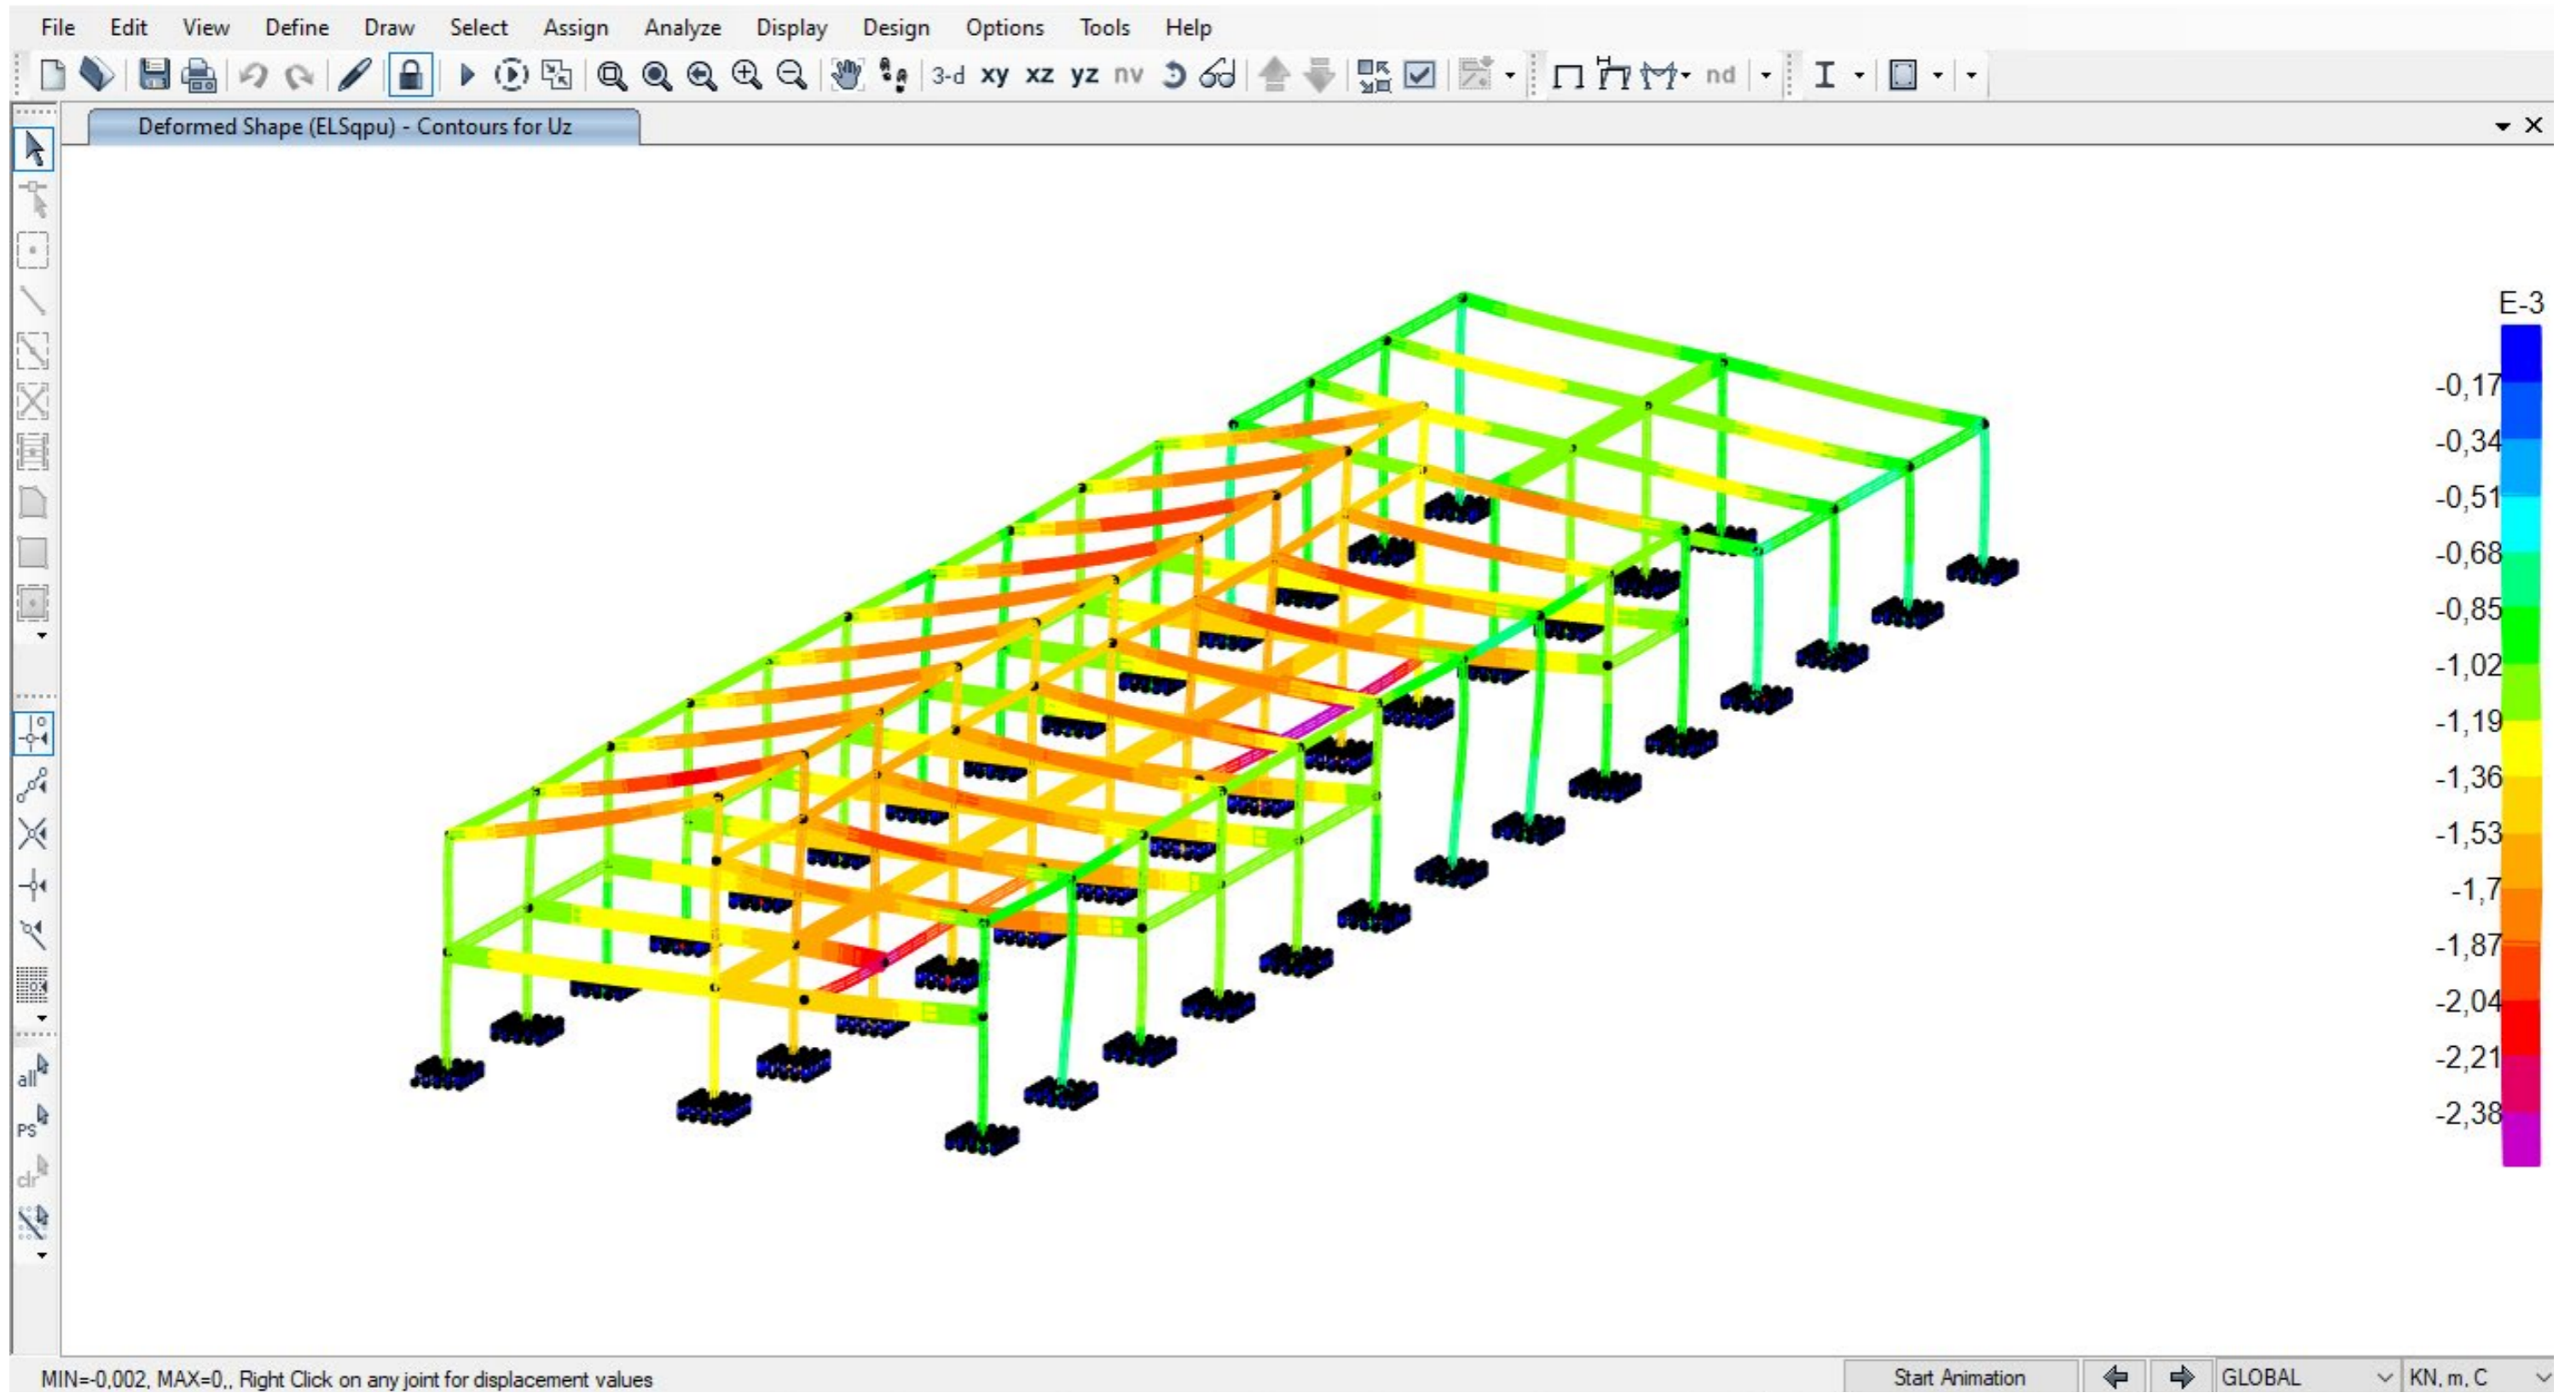 File Edit View Define Draw Select Assign Analyze Display Design Options Tools Help
3-d xy xz yz nv nd
Deformed Shape (ELSqpu) - Contours for Uz
E-3
-0,17
-0,34
-0,51
-0,68
-0,85
-1,02
-1,19
-1,36
-1,53
-1,7
-1,87
-2,04
-2,21
-2,38
all
PS
clr
MIN=-0,002, MAX=0,, Right Click on any joint for displacement values Start Animation GLOBAL KN, m, C